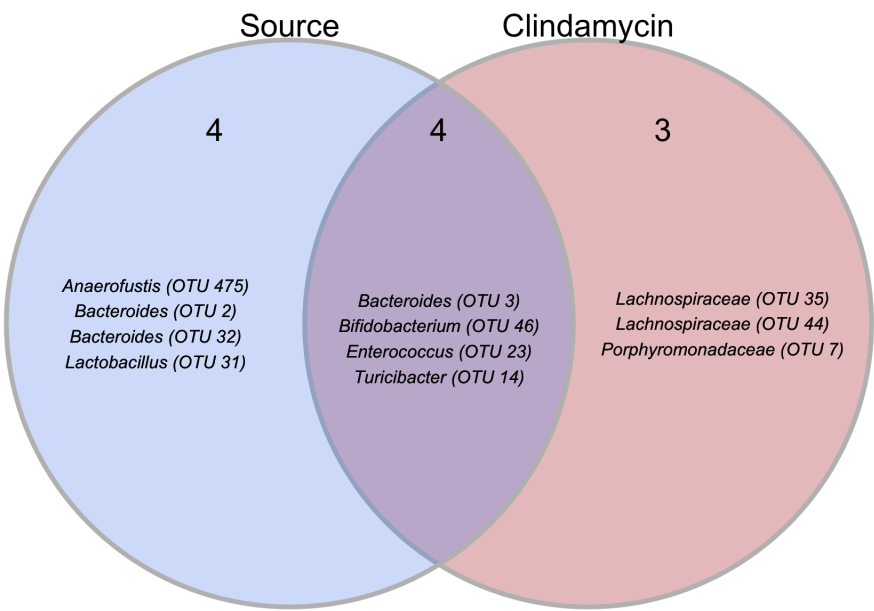 Source
Clindamycin
4
4
3
Anaerofustis (OTU 475)
Bacteroides (OTU 2)
Bacteroides (OTU 32)
Lactobacillus (OTU 31)
Bacteroides (OTU 3)
Bifidobacterium (OTU 46)
Enterococcus (OTU 23)
Turicibacter (OTU 14)
Lachnospiraceae (OTU 35)
Lachnospiraceae (OTU 44)
Porphyromonadaceae (OTU 7)